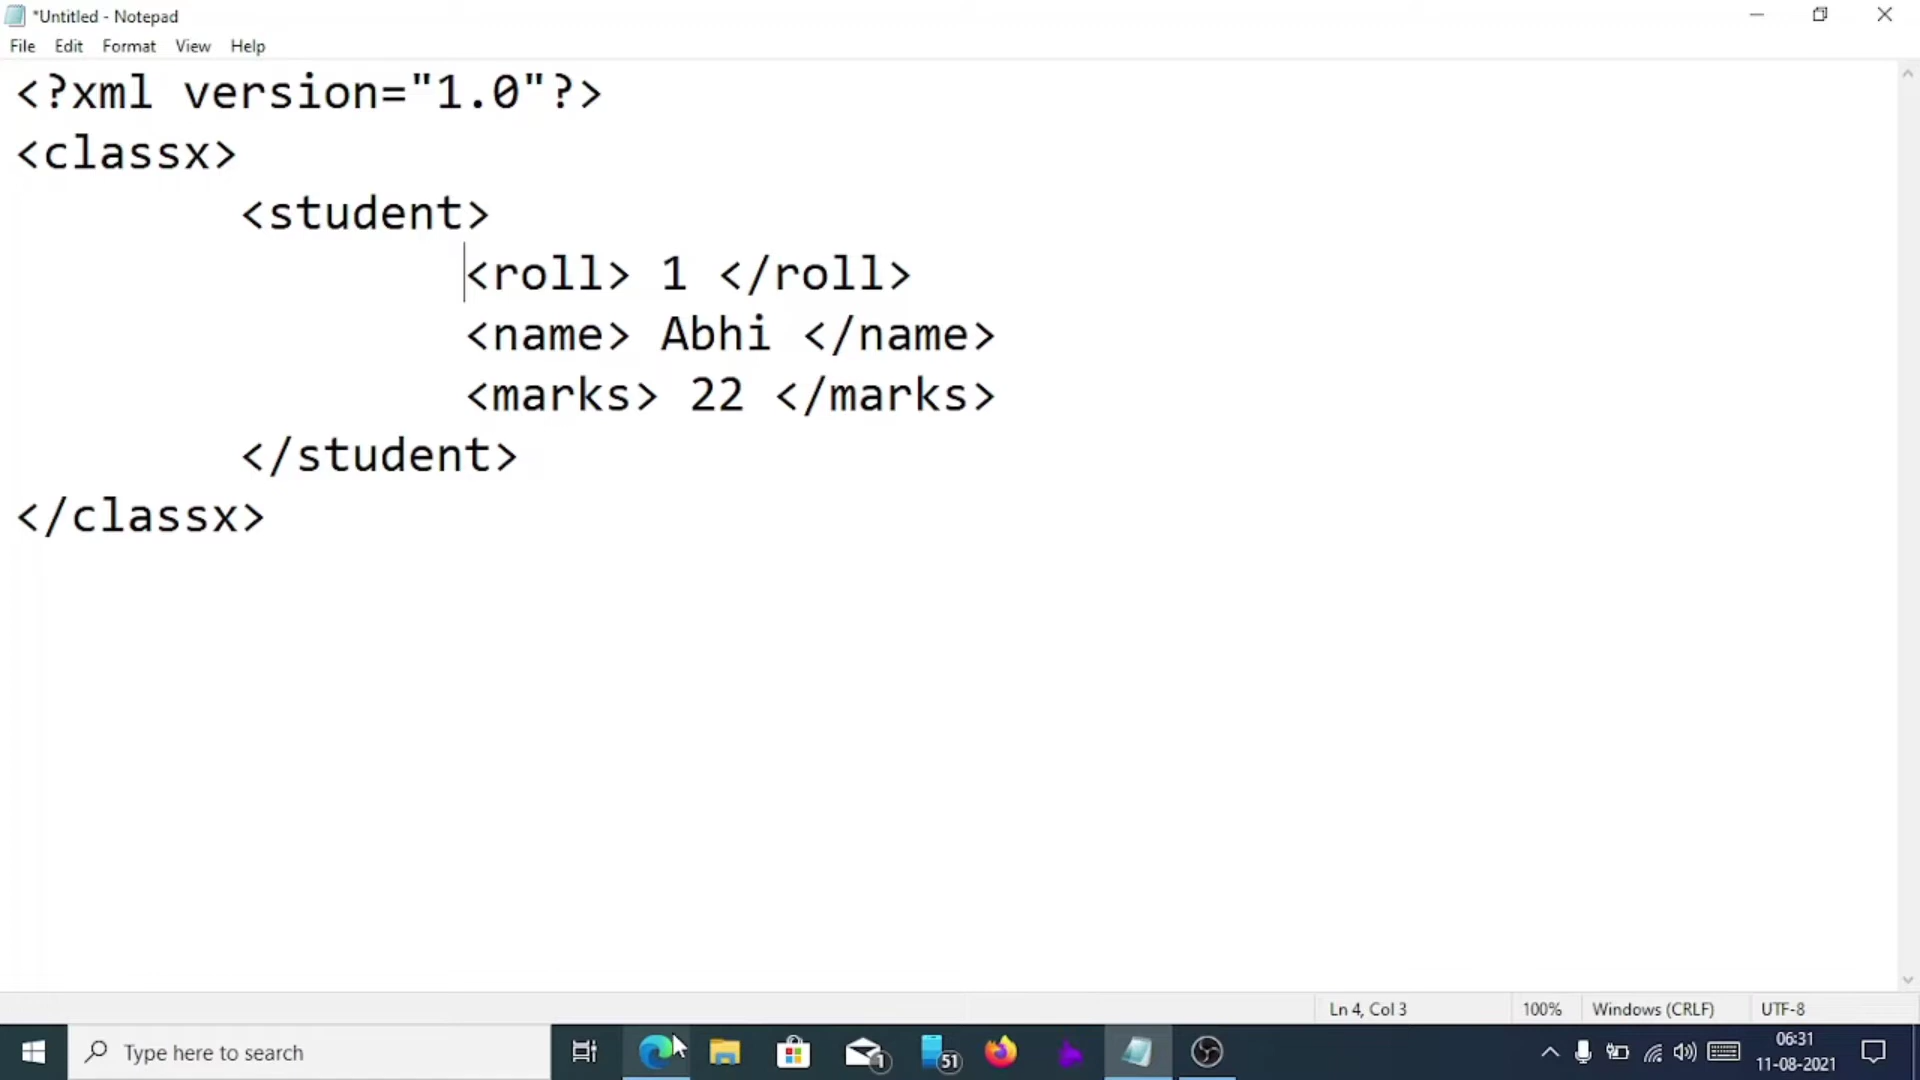 *Untitled - Notepad
File Edit Format View Help
<?xml version="1.0"?>
<classx>
<student>
<roll> 1 </roll>
<name> Abhi </name>
<marks> 22 </marks>
</student>
</classx>
Ln 4, Col 3 100% Windows (CRLF) UTF-8
Type here to search 1 51 06:31
11-08-2021